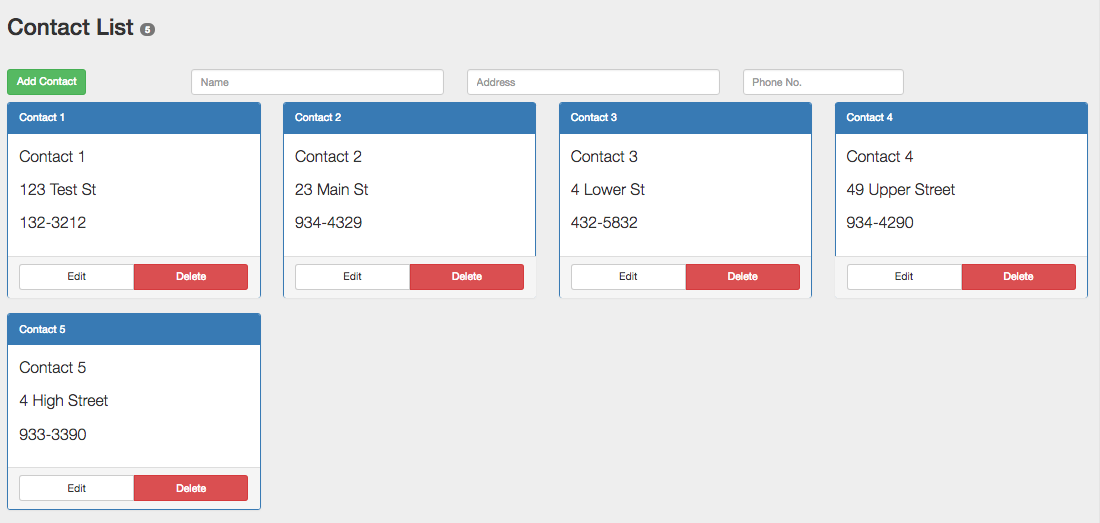 Contact List 5
Add Contact Name Address Phone No.
Contact 1
Contact 1
123 Test St
132-3212
Edit Delete
Contact 2
Contact 2
23 Main St
934-4329
Edit Delete
Contact 3
Contact 3
4 Lower St
432-5832
Edit Delete
Contact 4
Contact 4
49 Upper Street
934-4290
Edit Delete
Contact 5
Contact 5
4 High Street
933-3390
Edit Delete